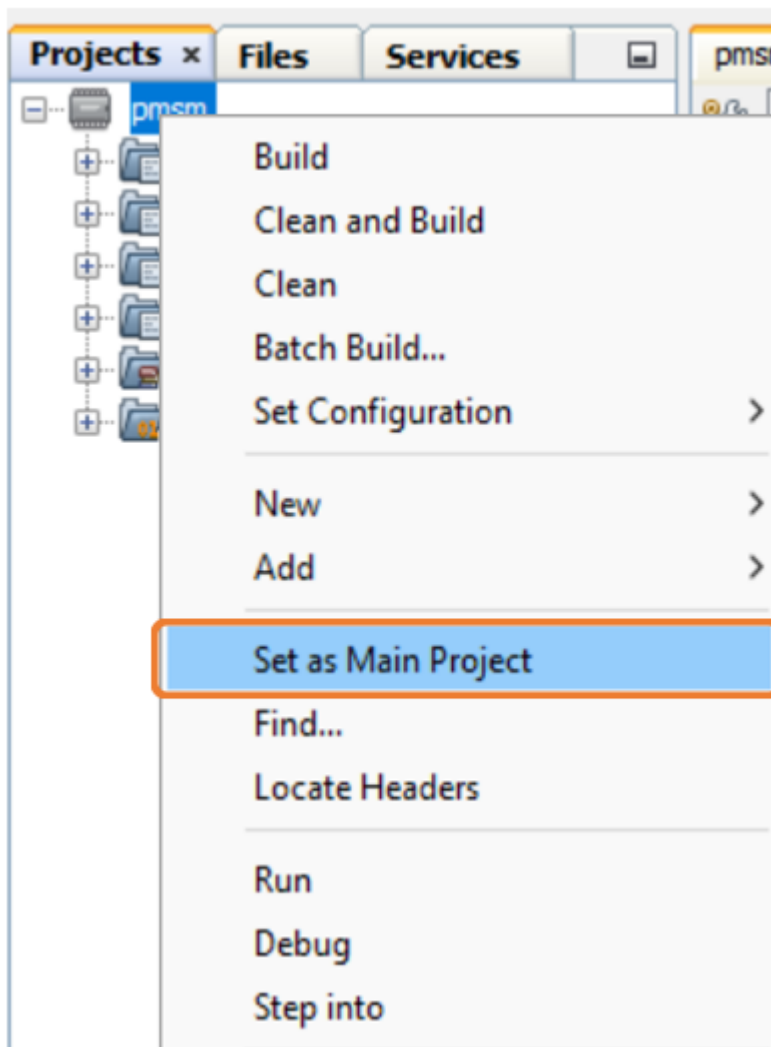 Projects × Files Services pmsm
pmsm
Build
Clean and Build
Clean
Batch Build...
Set Configuration
New
Add
Set as Main Project
Find...
Locate Headers
Run
Debug
Step into